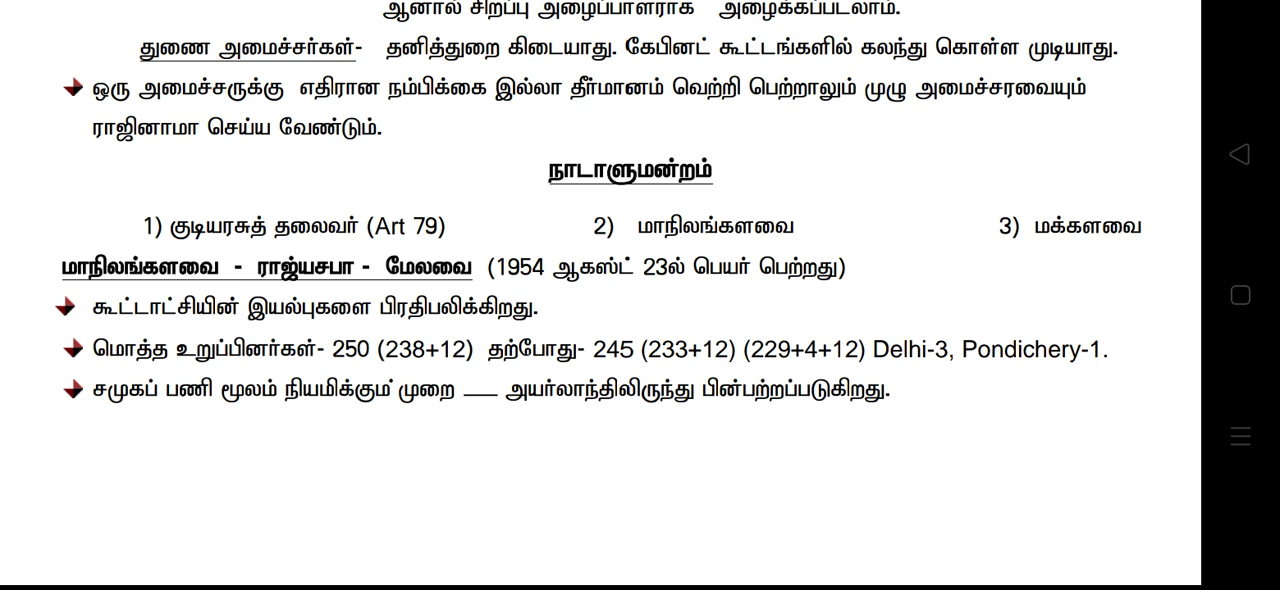 ஆனால் சிறப்பு அழைப்பாளராக அழைக்கப்படலாம்.
துணை அமைச்சர்கள்- தனித்துறை கிடையாது. கேபினட் கூட்டங்களில் கலந்து கொள்ள முடியாது.
ஒரு அமைச்சருக்கு எதிரான நம்பிக்கை இல்லா தீர்மானம் வெற்றி பெற்றாலும் முழு அமைச்சரவையும்
ராஜினாமா செய்ய வேண்டும்.
நாடாளுமன்றம்
1) குடியரசுத் தலைவர் (Art 79) 2) மாநிலங்களவை 3) மக்களவை
மாநிலங்களவை - ராஜ்யசபா - மேலவை (1954 ஆகஸ்ட் 23ல் பெயர் பெற்றது)
கூட்டாட்சியின் இயல்புகளை பிரதிபலிக்கிறது.
மொத்த உறுப்பினர்கள்- 250 (238+12) தற்போது- 245 (233+12) (229+4+12) Delhi-3, Pondichery-1.
சமுகப் பணி மூலம் நியமிக்கும் முறை ___ அயர்லாந்திலிருந்து பின்பற்றப்படுகிறது.